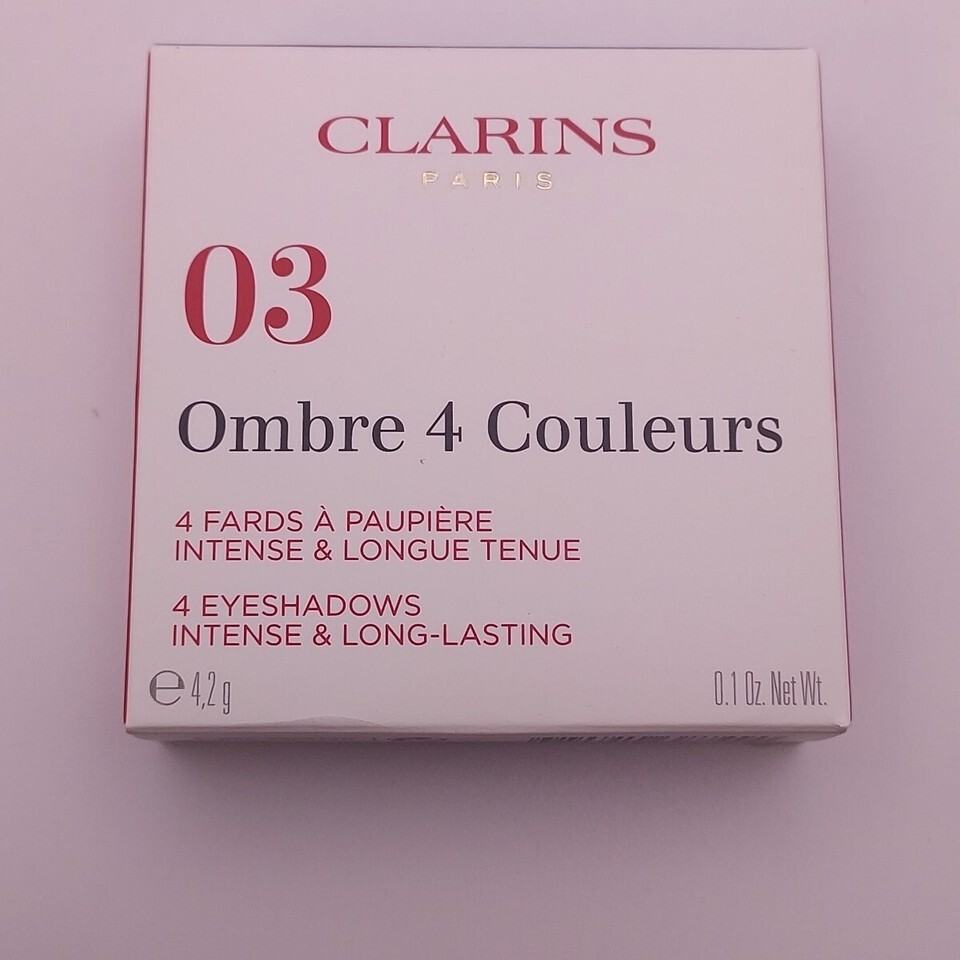 CLARINS
PARIS
03
Ombre 4 Couleurs
4 FARDS À PAUPIÈRE
INTENSE & LONGUE TENUE
4 EYESHADOWS
INTENSE & LONG-LASTING
℮ 4,2 g
0.1 Oz. Net Wt.